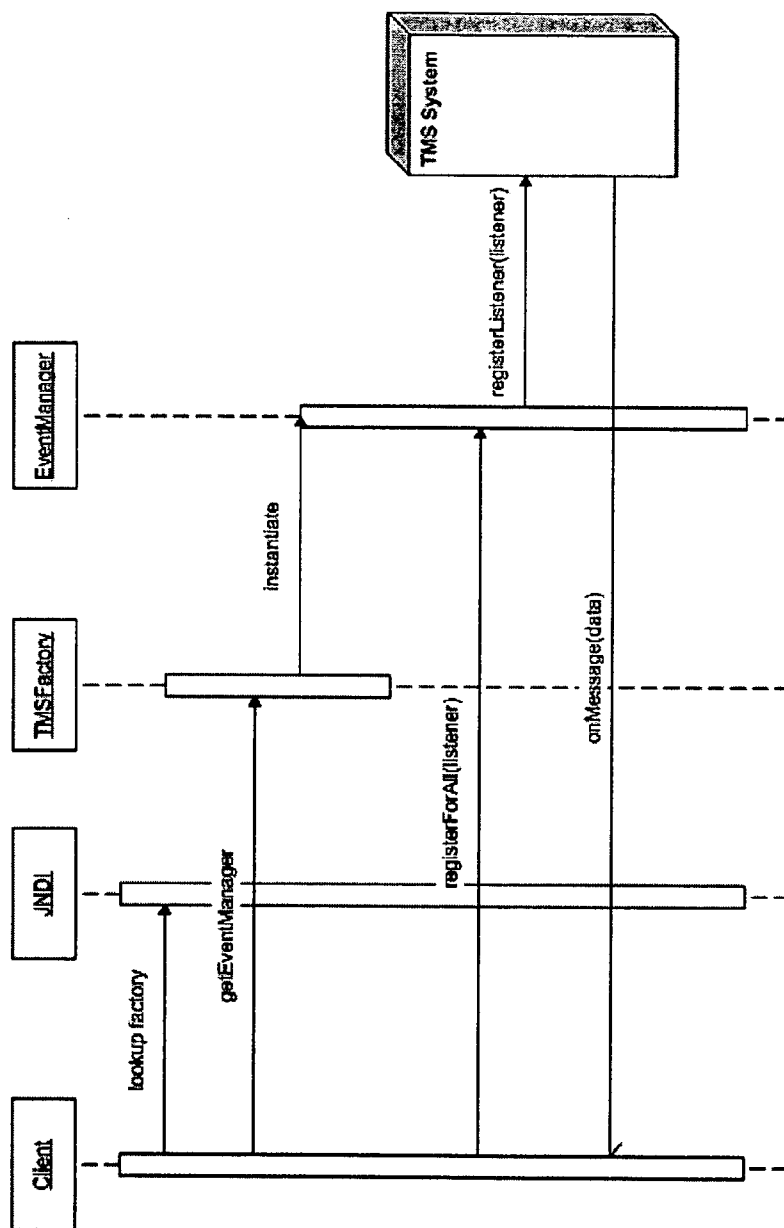 Client
JNDI
TMSFactory
EventManager
lookup factory
getEventManager
instantiate
registerForAll(listener)
registerListener(listener)
onMessage(data)
TMS System